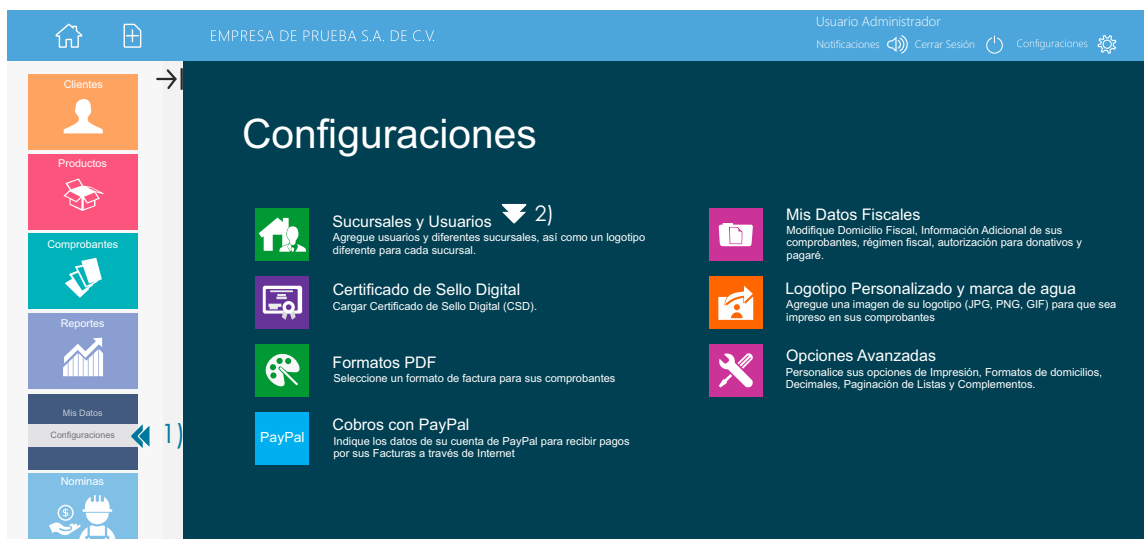 EMPRESA DE PRUEBA S.A. DE C.V.
Usuario Administrador
Notificaciones Cerrar Sesión Configuraciones
Clientes
Productos
Comprobantes
Reportes
Mis Datos
Configuraciones 1)
Nominas
Configuraciones
Sucursales y Usuarios 2)
Agregue usuarios y diferentes sucursales, así como un logotipo
diferente para cada sucursal.
Certificado de Sello Digital
Cargar Certificado de Sello Digital (CSD).
Formatos PDF
Seleccione un formato de factura para sus comprobantes
PayPal
Cobros con PayPal
Indique los datos de su cuenta de PayPal para recibir pagos
por sus Facturas a través de Internet
Mis Datos Fiscales
Modifique Domicilio Fiscal, Información Adicional de sus
comprobantes, régimen fiscal, autorización para donativos y
pagaré.
Logotipo Personalizado y marca de agua
Agregue una imagen de su logotipo (JPG, PNG, GIF) para que sea
impreso en sus comprobantes
Opciones Avanzadas
Personalice sus opciones de Impresión, Formatos de domicilios,
Decimales, Paginación de Listas y Complementos.